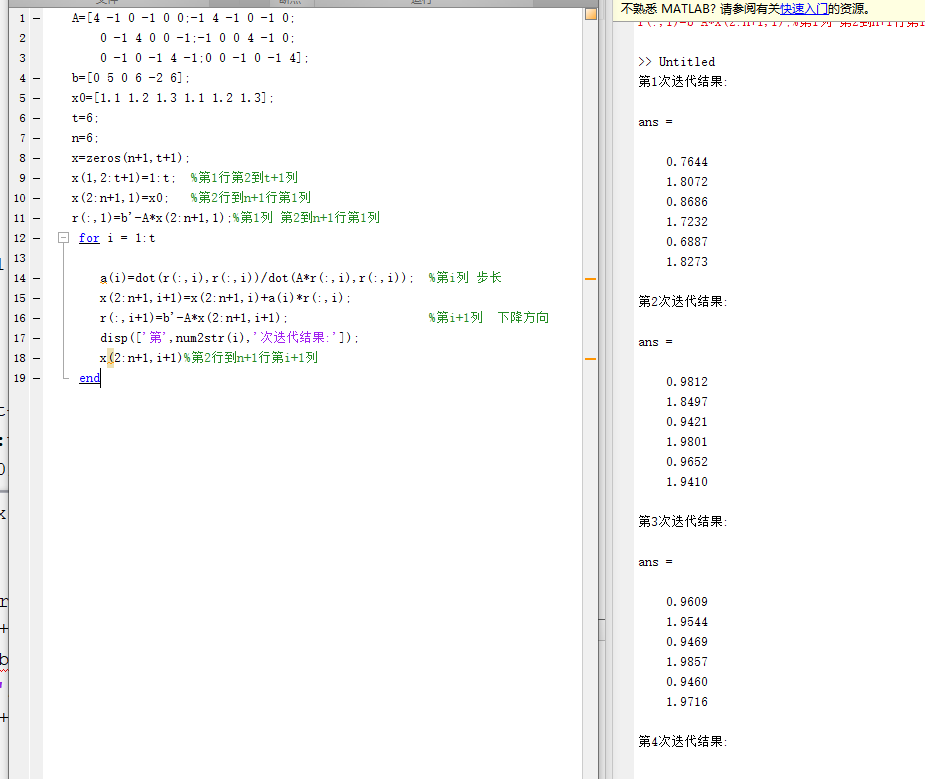 A=[4 -1 0 -1 0 0;-1 4 -1 0 -1 0;
0 -1 4 0 0 -1;-1 0 0 4 -1 0;
0 -1 0 -1 4 -1;0 0 -1 0 -1 4];
b=[0 5 0 6 -2 6];
x0=[1.1 1.2 1.3 1.1 1.2 1.3];
t=6;
n=6;
x=zeros(n+1,t+1);
x(1,2:t+1)=1:t;  %第1行第2到t+1列
x(2:n+1,1)=x0;   %第2行到n+1行第1列
r(:,1)=b'-A*x(2:n+1,1);%第1列 第2到n+1行第1列
for i = 1:t
a(i)=dot(r(:,i),r(:,i))/dot(A*r(:,i),r(:,i));  %第i列 步长
x(2:n+1,i+1)=x(2:n+1,i)+a(i)*r(:,i);
r(:,i+1)=b'-A*x(2:n+1,i+1);  %第i+1列  下降方向
disp(['第',num2str(i),'次迭代结果:']);
x(2:n+1,i+1)%第2行到n+1行第i+1列
end
1
2
3
4
5
6
7
8
9
10
11
12
13
14
15
16
17
18
19
不熟悉 MATLAB? 请参阅有关快速入门的资源。
>> Untitled
第1次迭代结果:
ans =
0.7644
1.8072
0.8686
1.7232
0.6887
1.8273
第2次迭代结果:
ans =
0.9812
1.8497
0.9421
1.9801
0.9652
1.9410
第3次迭代结果:
ans =
0.9609
1.9544
0.9469
1.9857
0.9460
1.9716
第4次迭代结果: